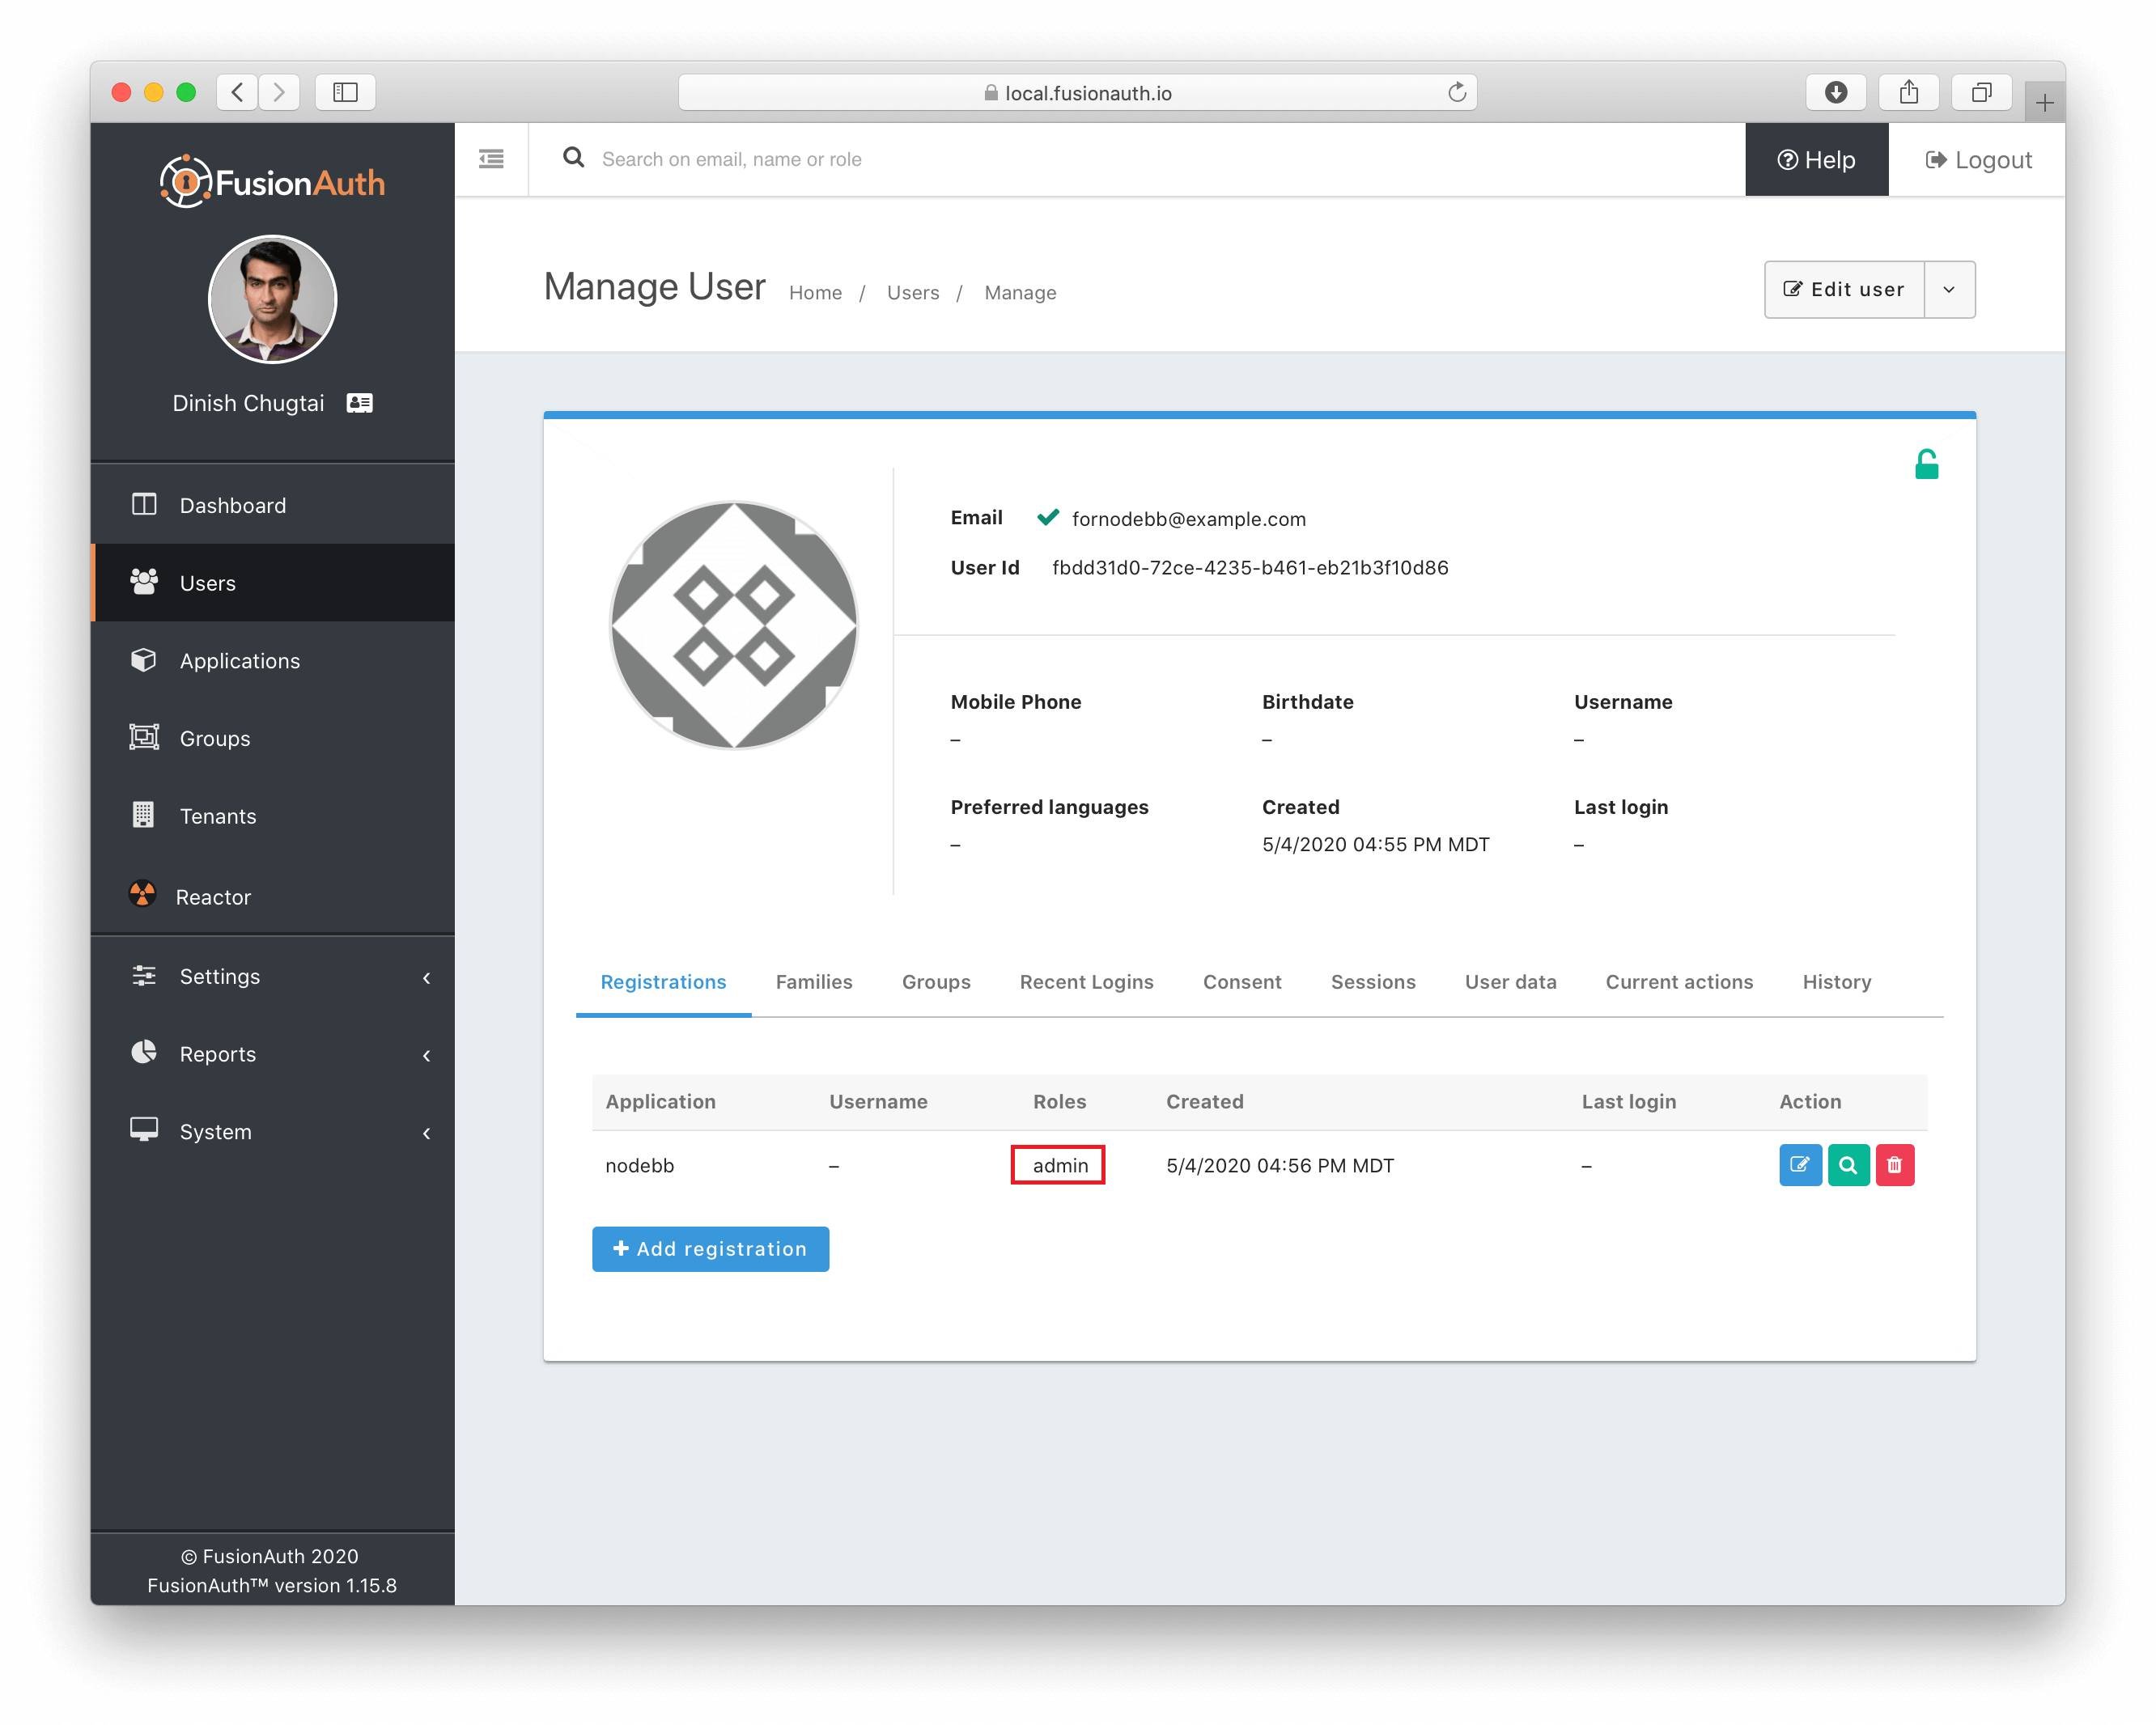 local.fusionauth.io
FusionAuth
Search on email, name or role
Help
Logout
Dinish Chugtai
Manage User
Home / Users / Manage
Edit user
Dashboard
Users
Applications
Groups
Tenants
Reactor
Settings
Reports
System
© FusionAuth 2020
FusionAuth™ version 1.15.8
Email fornodebb@example.com
User Id fbdd31d0-72ce-4235-b461-eb21b3f10d86
Mobile Phone Birthdate Username
– – –
Preferred languages Created Last login
– 5/4/2020 04:55 PM MDT –
Registrations Families Groups Recent Logins Consent Sessions User data Current actions History
Application Username Roles Created Last login Action
nodebb – admin 5/4/2020 04:56 PM MDT –
Add registration